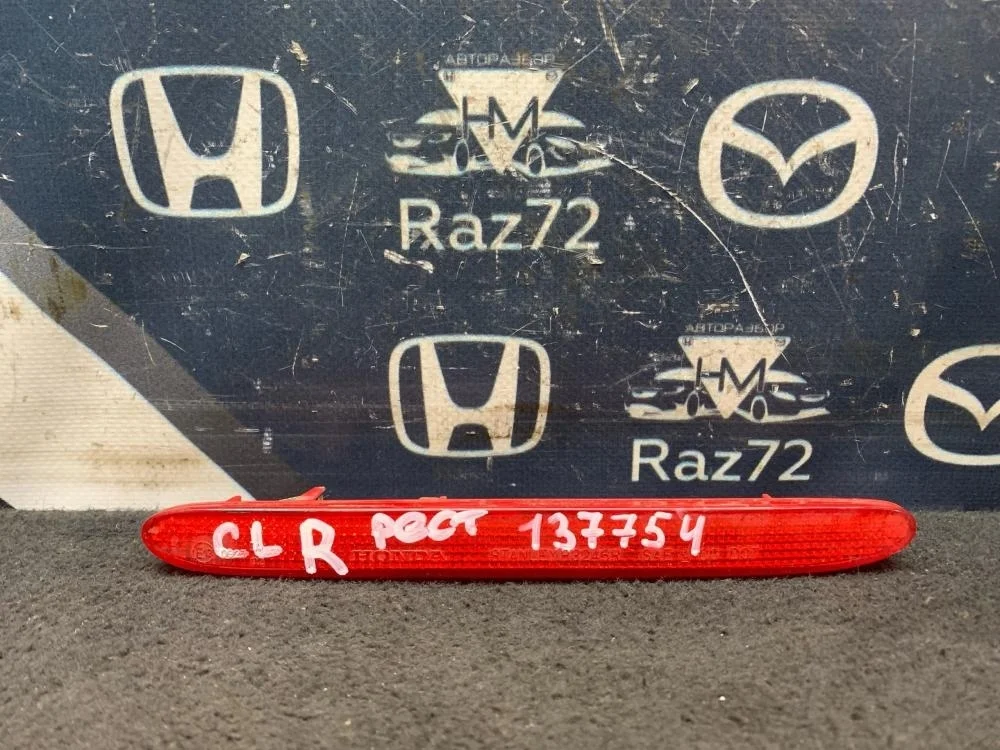 АВТОРАЗБОР
HM
Raz72
АВТОРАЗБОР
HM
Raz72
CL R рест 137754
HONDA STANLEY